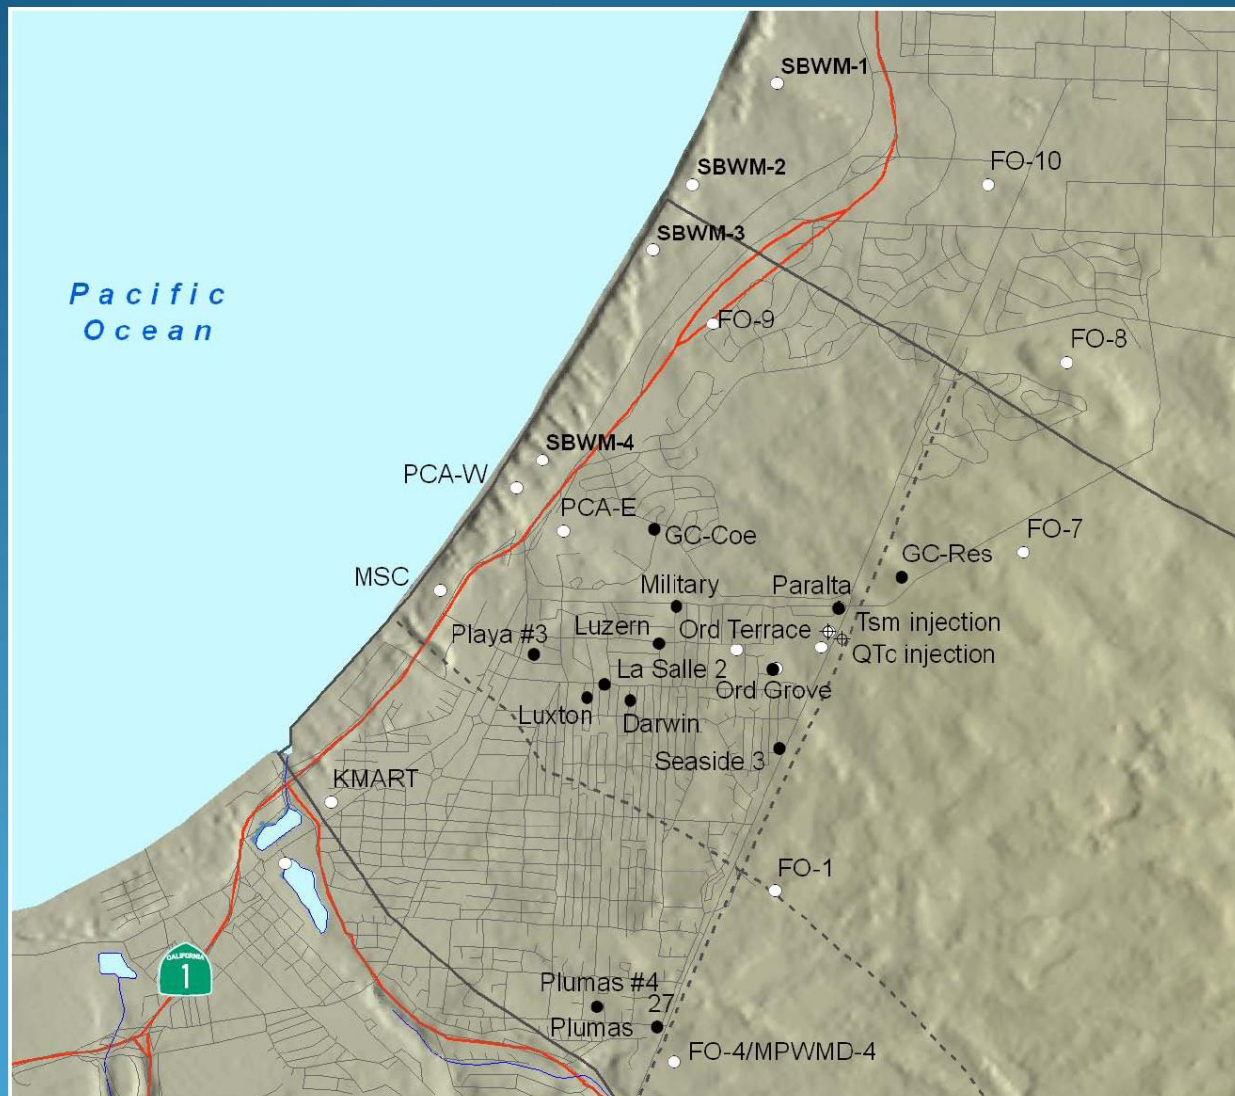 SBWM-1
SBWM-2
FO-10
SBWM-3
Pacific
Ocean
FO-9
FO-8
SBWM-4
PCA-W
PCA-E
GC-Coe
FO-7
GC-Res
MSC
Military
Paralta
Tsm injection
Luzern
Ord Terrace
Playa #3
QTc injection
La Salle 2
Ord Grove
Luxton
Darwin
Seaside 3
KMART
FO-1
CALIFORNIA
1
Plumas #4
27
Plumas
FO-4/MPWMD-4